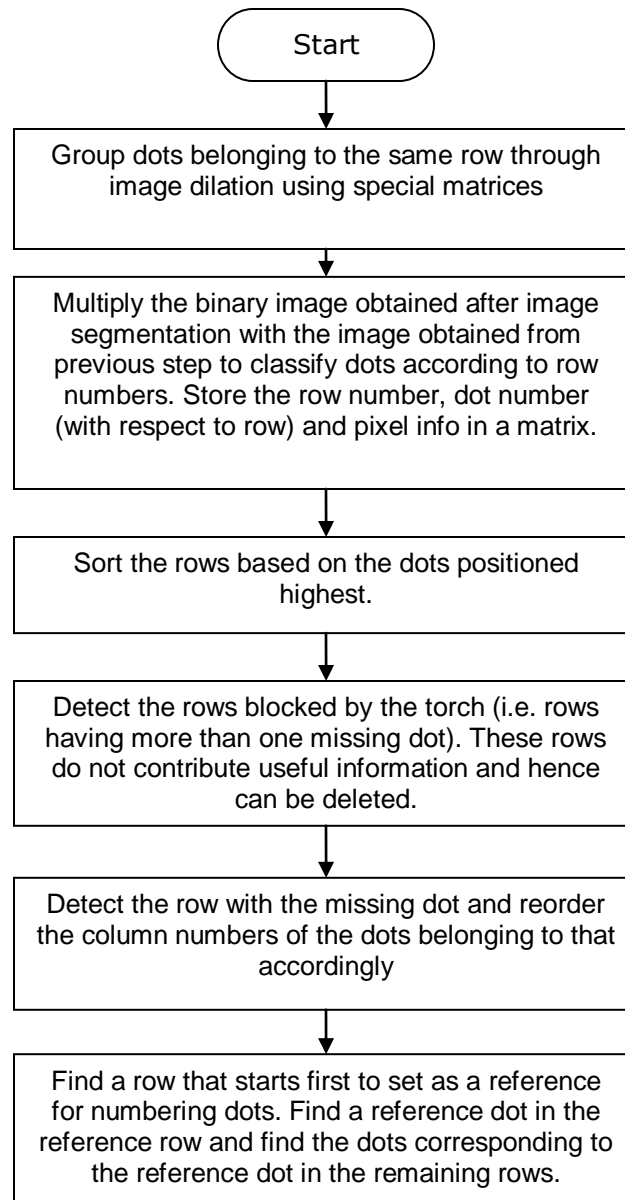 Start
Group dots belonging to the same row through
image dilation using special matrices
Multiply the binary image obtained after image
segmentation with the image obtained from
previous step to classify dots according to row
numbers. Store the row number, dot number
(with respect to row) and pixel info in a matrix.
Sort the rows based on the dots positioned
highest.
Detect the rows blocked by the torch (i.e. rows
having more than one missing dot). These rows
do not contribute useful information and hence
can be deleted.
Detect the row with the missing dot and reorder
the column numbers of the dots belonging to that
accordingly
Find a row that starts first to set as a reference
for numbering dots. Find a reference dot in the
reference row and find the dots corresponding to
the reference dot in the remaining rows.